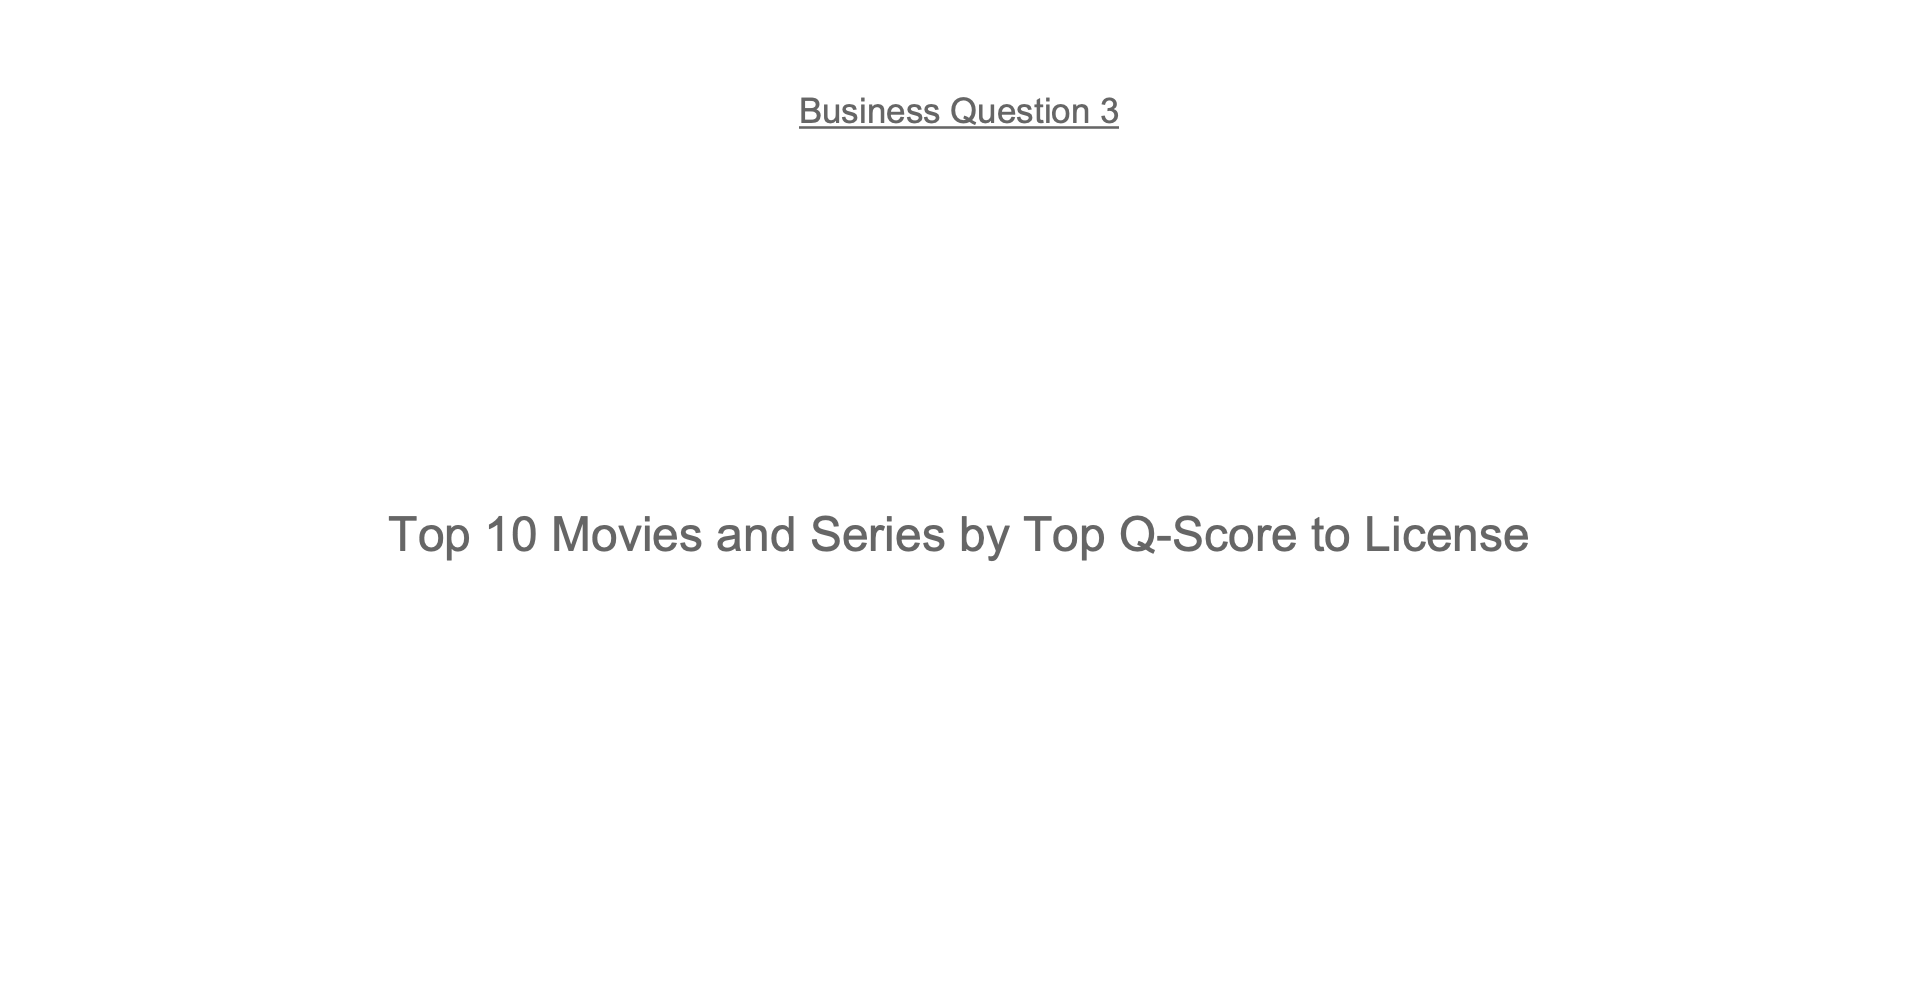 Business Question 3
Top 10 Movies and Series by Top Q-Score to License